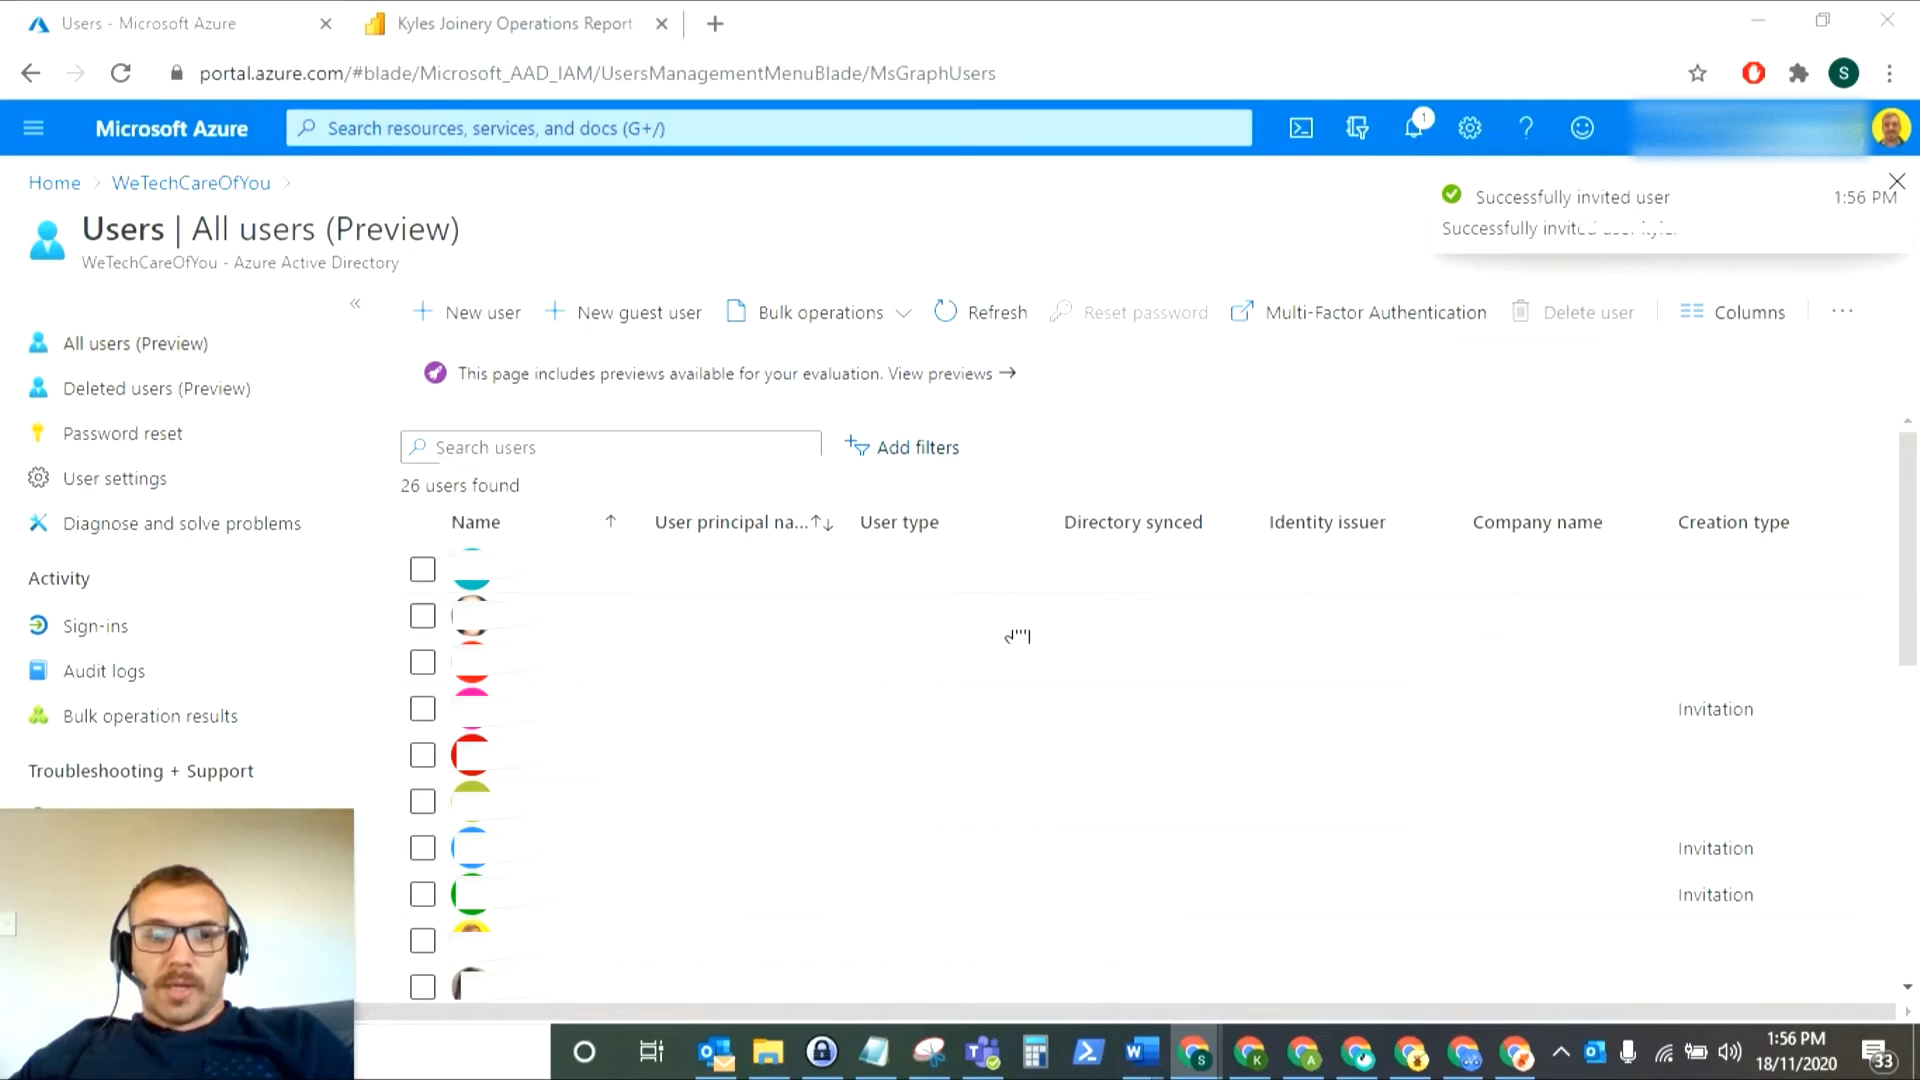 Users - Microsoft Azure
Kyles Joinery Operations Report
portal.azure.com/#blade/Microsoft_AAD_IAM/UsersManagementMenuBlade/MsGraphUsers
S
Microsoft Azure
Search resources, services, and docs (G+/)
1
Home > WeTechCareOfYou >
Successfully invited user
1:56 PM
Successfully invited
Users | All users (Preview)
WeTechCareOfYou - Azure Active Directory
New user
New guest user
Bulk operations
Refresh
Reset password
Multi-Factor Authentication
Delete user
Columns
All users (Preview)
Deleted users (Preview)
Password reset
User settings
Diagnose and solve problems
Activity
Sign-ins
Audit logs
Bulk operation results
Troubleshooting + Support
This page includes previews available for your evaluation. View previews →
Search users
Add filters
26 users found
Name
User principal na...
User type
Directory synced
Identity issuer
Company name
Creation type
Invitation
Invitation
Invitation
1:56 PM
18/11/2020
33